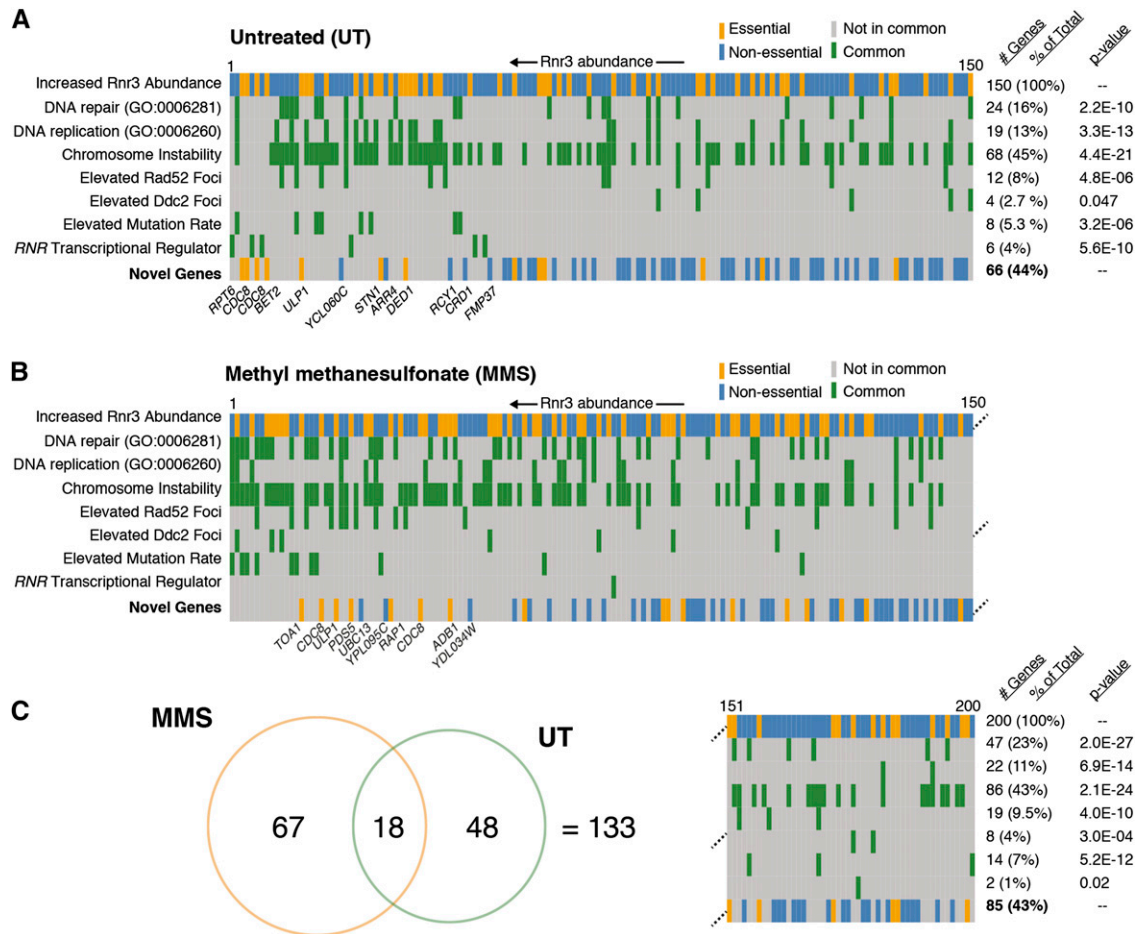 A
Untreated (UT)
Essential
Non-essential
Not in common
Common
# Genes
% of Total
p-value
1
Rnr3 abundance
150
Increased Rnr3 Abundance
150 (100%)
--
DNA repair (GO:0006281)
24 (16%)
2.2E-10
DNA replication (GO:0006260)
19 (13%)
3.3E-13
Chromosome Instability
68 (45%)
4.4E-21
Elevated Rad52 Foci
12 (8%)
4.8E-06
Elevated Ddc2 Foci
4 (2.7 %)
0.047
Elevated Mutation Rate
8 (5.3 %)
3.2E-06
RNR Transcriptional Regulator
6 (4%)
5.6E-10
Novel Genes
66 (44%)
--
RPT6
CDC8
CDC8
BET2
ULP1
YCL060C
STN1
ARR4
DED1
RCY1
CRD1
FMP37
B
Methyl methanesulfonate (MMS)
Essential
Non-essential
Not in common
Common
1
Rnr3 abundance
150
Increased Rnr3 Abundance
DNA repair (GO:0006281)
DNA replication (GO:0006260)
Chromosome Instability
Elevated Rad52 Foci
Elevated Ddc2 Foci
Elevated Mutation Rate
RNR Transcriptional Regulator
Novel Genes
TOA1
CDC8
ULP1
PDS5
UBC13
YPL095C
RAP1
CDC8
ADB1
YDL034W
C
MMS
UT
67
18
48
= 133
# Genes
% of Total
p-value
151
200
200 (100%)
--
47 (23%)
2.0E-27
22 (11%)
6.9E-14
86 (43%)
2.1E-24
19 (9.5%)
4.0E-10
8 (4%)
3.0E-04
14 (7%)
5.2E-12
2 (1%)
0.02
85 (43%)
--